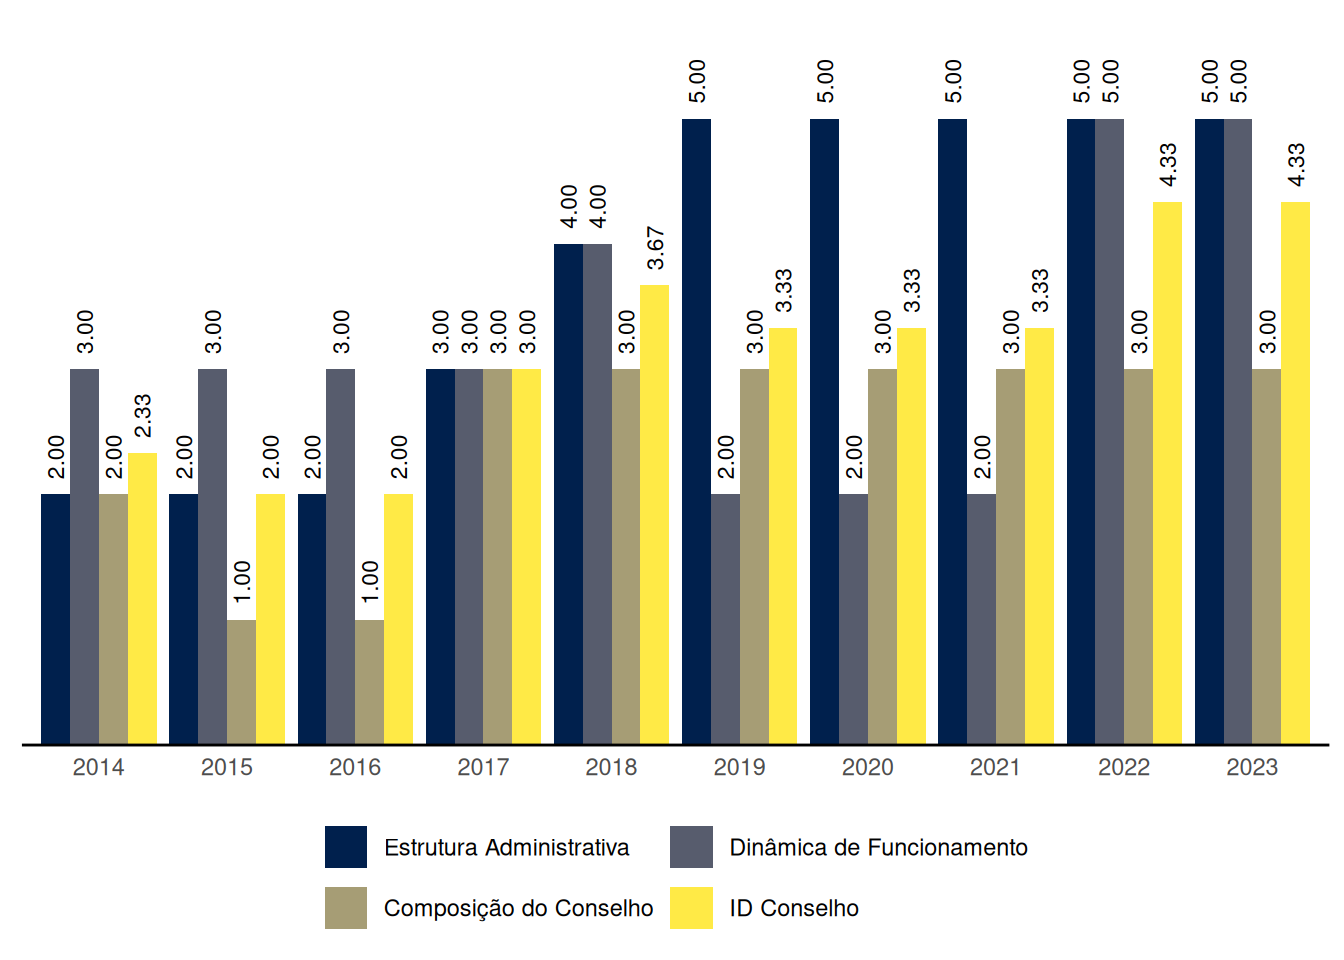 2.00 3.00 2.00 2.33
2.00 3.00 1.00 2.00
2.00 3.00 1.00 2.00
3.00 3.00 3.00 3.00
4.00 4.00 3.00 3.67
5.00 2.00 3.00 3.33
5.00 2.00 3.00 3.33
5.00 2.00 3.00 3.33
5.00 5.00 3.00 4.33
5.00 5.00 3.00 4.33
2014 2015 2016 2017 2018 2019 2020 2021 2022 2023
Estrutura Administrativa Dinâmica de Funcionamento
Composição do Conselho ID Conselho